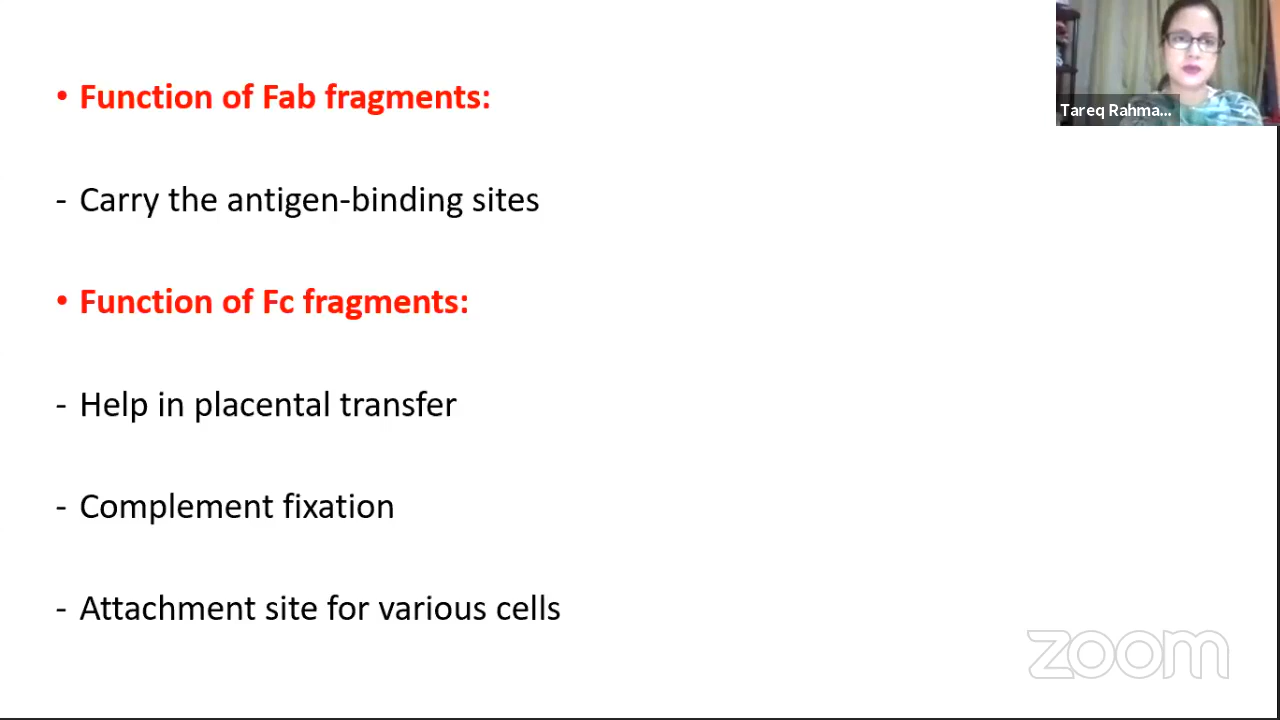 • Function of Fab fragments:
- Carry the antigen-binding sites
• Function of Fc fragments:
- Help in placental transfer
- Complement fixation
- Attachment site for various cells
Tareq Rahma...
zoom